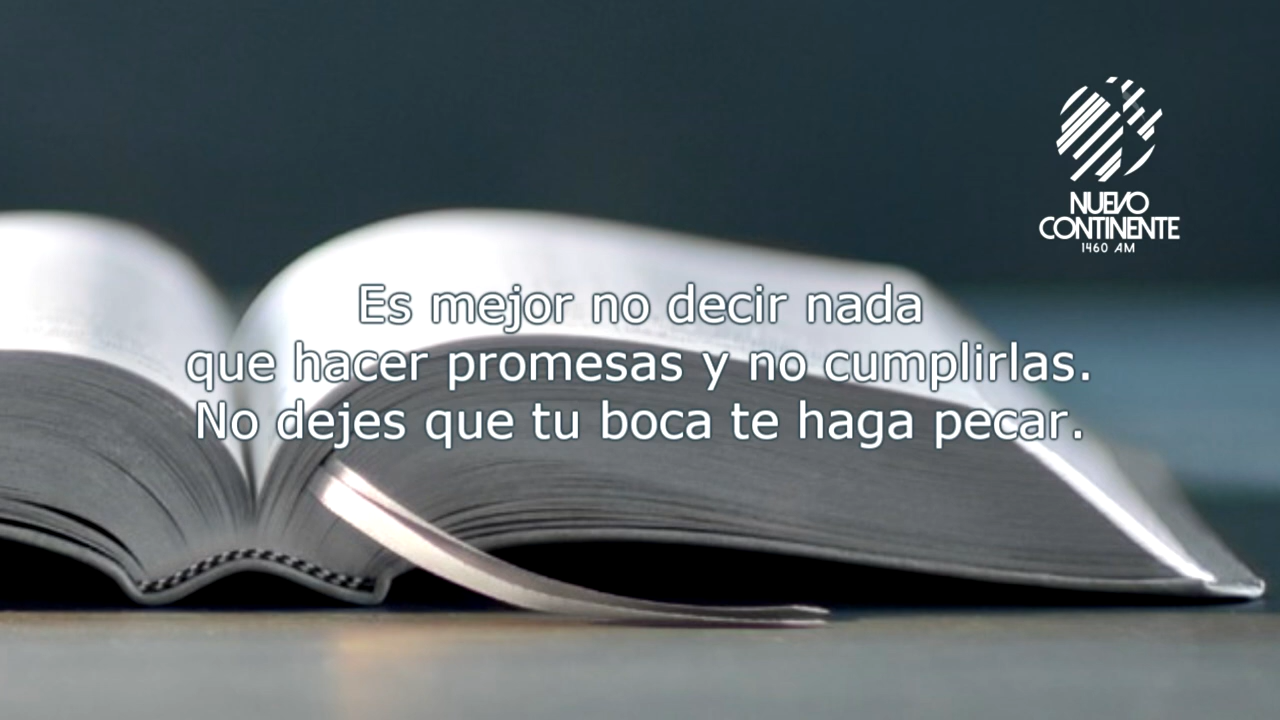 NUEVO
CONTINENTE
1460 AM
Es mejor no decir nada
que hacer promesas y no cumplirlas.
No dejes que tu boca te haga pecar.